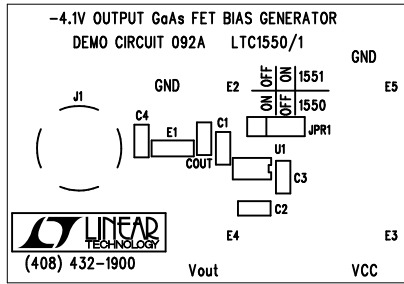 -4.1V OUTPUT GaAs FET BIAS GENERATOR
DEMO CIRCUIT 092A LTC1550/1
GND
GND E2 OFF ON 1551 E5
ON OFF 1550
J1
C4 E1 C1 JPR1
COUT U1
C3
C2
LINEAR
TECHNOLOGY
E4 E3
(408) 432-1900
Vout VCC